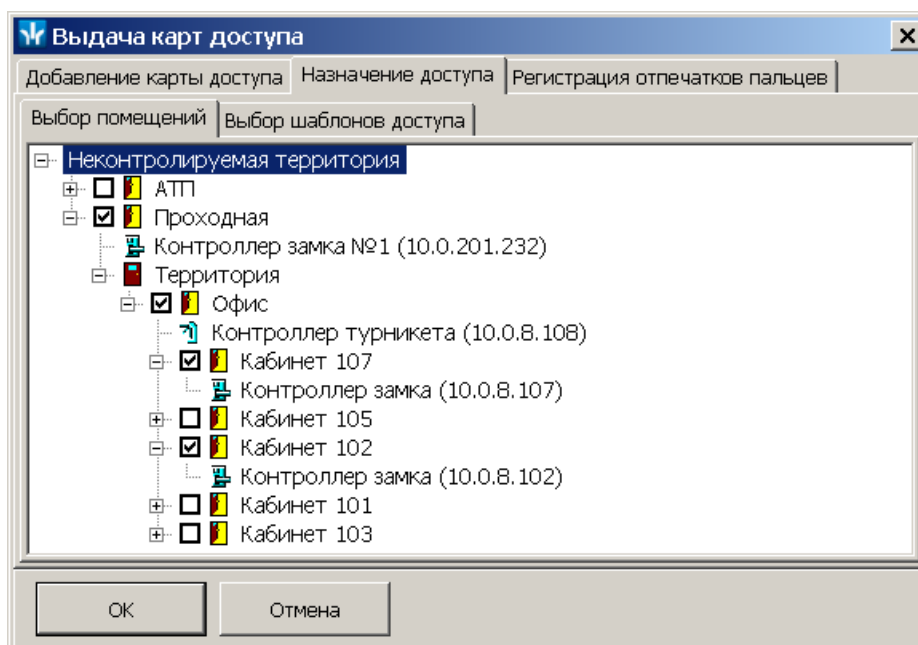 Выдача карт доступа
Добавление карты доступа Назначение доступа Регистрация отпечатков пальцев
Выбор помещений Выбор шаблонов доступа
Неконтролируемая территория
АТП
Проходная
Контроллер замка №1 (10.0.201.232)
Территория
Офис
Контроллер турникета (10.0.8.108)
Кабинет 107
Контроллер замка (10.0.8.107)
Кабинет 105
Кабинет 102
Контроллер замка (10.0.8.102)
Кабинет 101
Кабинет 103
ОК Отмена